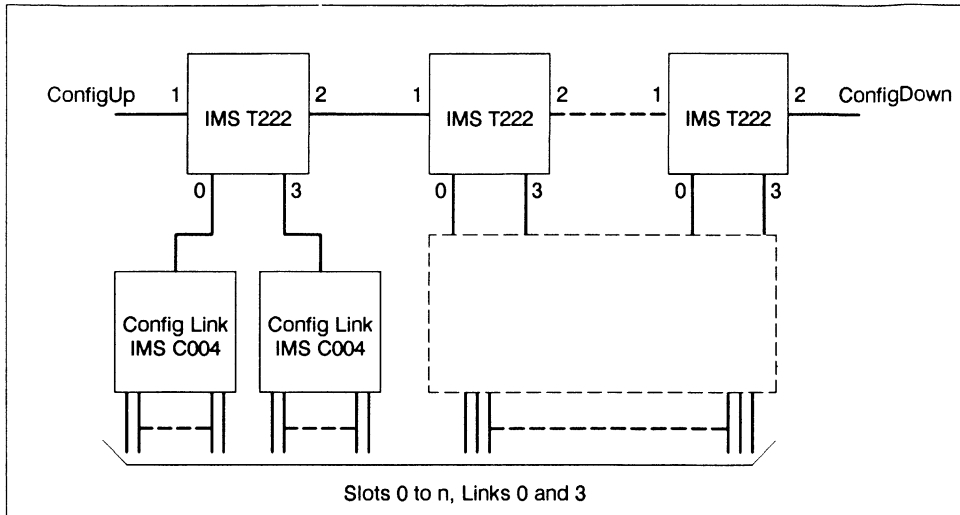 ConfigUp 1 IMS T222 2 1 IMS T222 2 1 IMS T222 2 ConfigDown
0 3 0 3 0 3
Config Link
IMS C004
Config Link
IMS C004
Slots 0 to n, Links 0 and 3